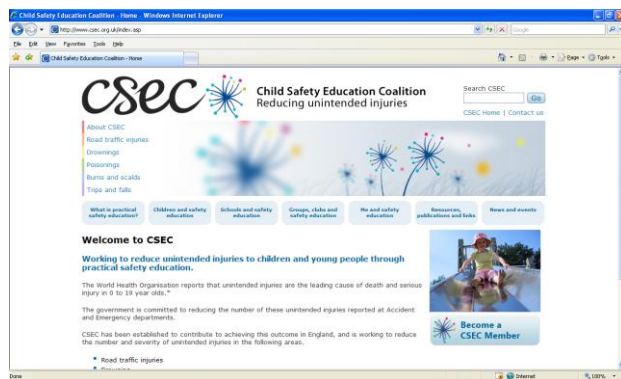 Child Safety Education Coalition - Home - Windows Internet Explorer
http://www.csec.org.uk/index.asp
Google
File Edit View Favorites Tools Help
Child Safety Education Coalition - Home
Page Tools
csec
Child Safety Education Coalition
Reducing unintended injuries
Search CSEC
Go
CSEC Home | Contact us
About CSEC
Road traffic injuries
Drownings
Poisonings
Burns and scalds
Trips and falls
What is practical safety education?
Children and safety education
Schools and safety education
Groups, clubs and safety education
Me and safety education
Resources, publications and links
News and events
Welcome to CSEC
Working to reduce unintended injuries to children and young people through
practical safety education.
The World Health Organisation reports that unintended injuries are the leading cause of death and serious
injury in 0 to 19 year olds.*
The government is committed to reducing the number of these unintended injuries reported at Accident
and Emergency departments.
CSEC has been established to contribute to achieving this outcome in England, and is working to reduce
the number and severity of unintended injuries in the following areas.
Road traffic injuries
Become a
CSEC Member
Done
Internet
100%